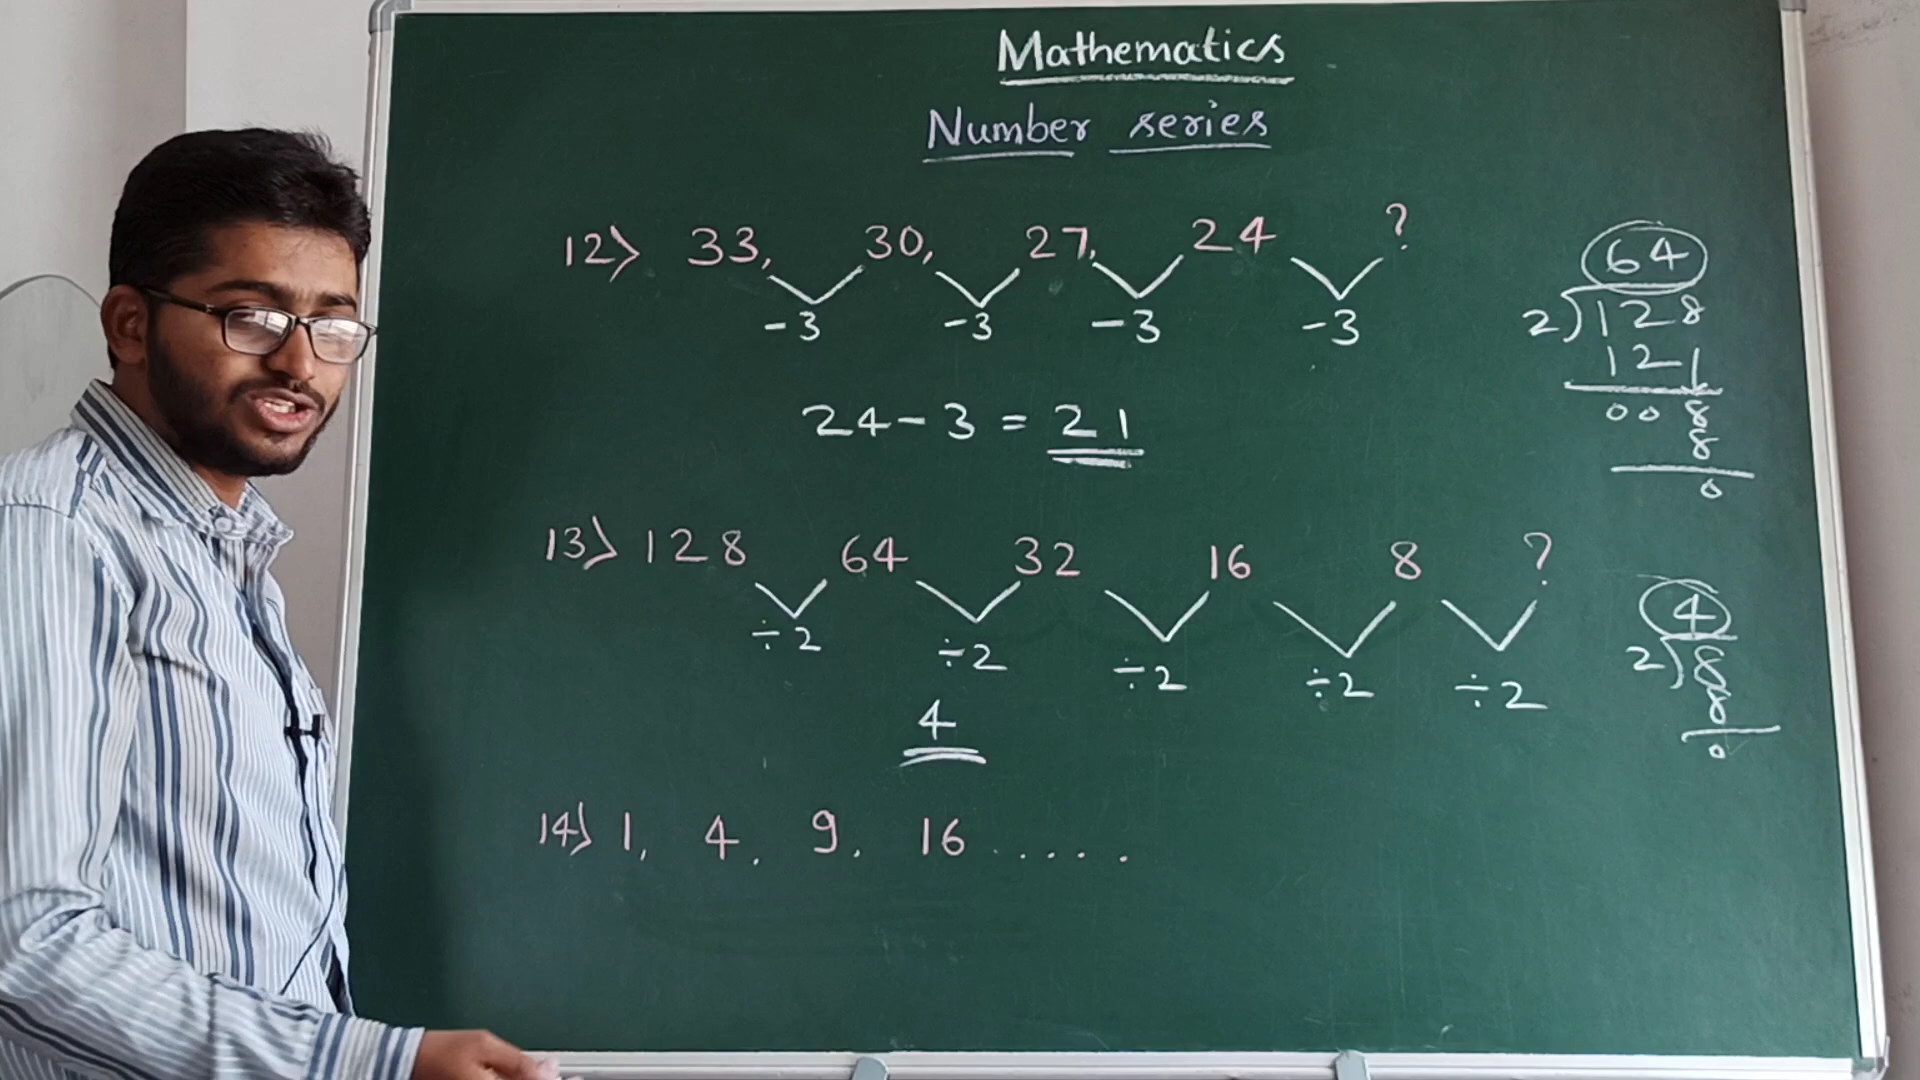 Mathematics
Number series
12) 33, 30, 27, 24 ?
-3 -3 -3 -3
24 - 3 = 21
13) 128 64 32 16 8 ?
÷2 ÷2 ÷2 ÷2 ÷2
4
14) 1, 4, 9, 16 .....
64
2)128
12↓
008
8
0
4
2)8
8
0